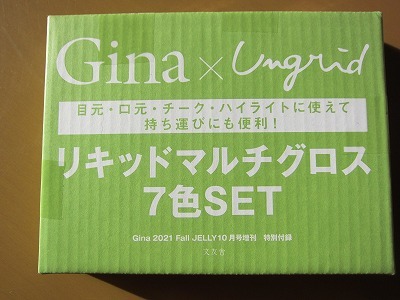 Gina × Ungrid
目元・口元・チーク・ハイライトに使えて
持ち運びにも便利！
リキッドマルチグロス
7色SET
Gina 2021 Fall JELLY10月号増刊 特別付録
文友舎